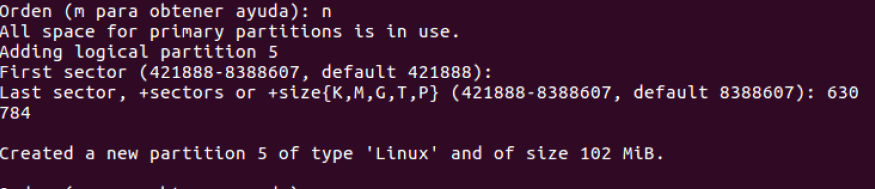 Orden (m para obtener ayuda): n
All space for primary partitions is in use.
Adding logical partition 5
First sector (421888-8388607, default 421888):
Last sector, +sectors or +size{K,M,G,T,P} (421888-8388607, default 8388607): 630
784
Created a new partition 5 of type 'Linux' and of size 102 MiB.